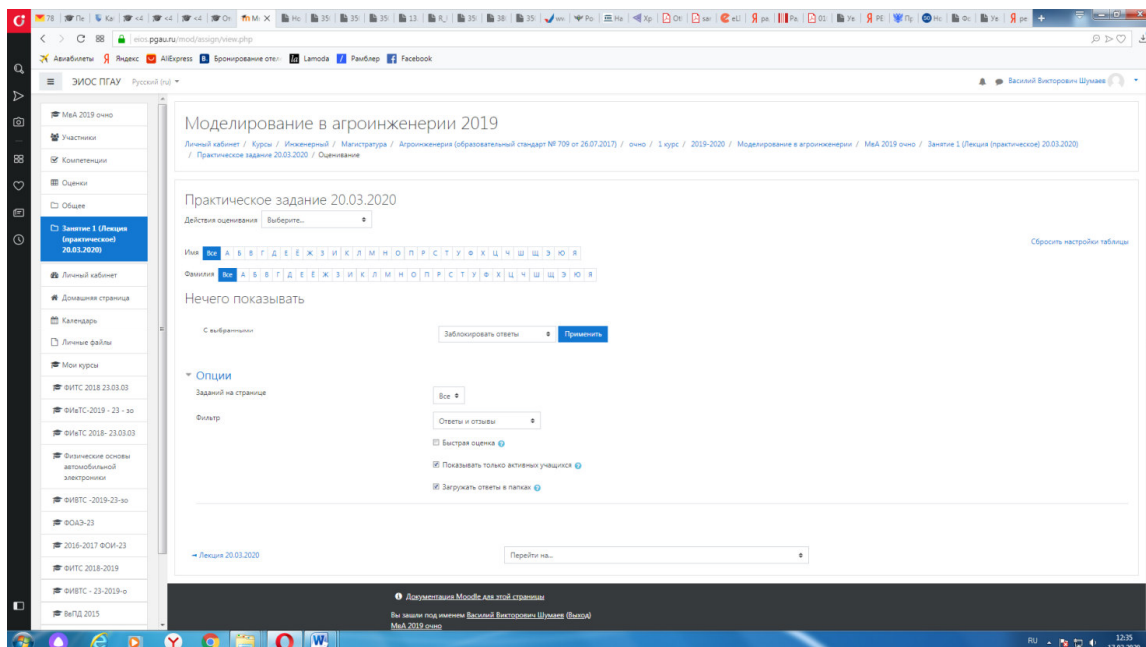 eios.pgau.ru/mod/assign/view.php
Авиабилеты Яндекс AliExpress Бронирование отел Lamoda Рамблер Facebook
ЭИОС ПГАУ Русский (ru)
Василий Викторович Шумаев
МеА 2019 очно
Участники
Компетенции
Оценки
Общее
Занятие 1 (Лекция
(практическое)
20.03.2020)
Личный кабинет
Домашняя страница
Календарь
Личные файлы
Мои курсы
ФИТС 2018 23.03.03
ФИвТС-2019 - 23 - зо
ФИвТС 2018- 23.03.03
Физические основы
автомобильной
электроники
ФИВТС -2019-23-зо
ФОАЭ-23
2016-2017 ФОИ-23
ФИТС 2018-2019
ФИВТС - 23-2019-о
ВвПД 2015
Моделирование в агроинженерии 2019
Личный кабинет / Курсы / Инженерный / Магистратура / Агроинженерия (образовательный стандарт № 709 от 26.07.2017) / очно / 1 курс / 2019-2020 / Моделирование в агроинженерии / МеА 2019 очно / Занятие 1 (Лекция (практическое) 20.03.2020)
/ Практическое задание 20.03.2020 / Оценивание
Практическое задание 20.03.2020
Действия оценивания Выберите...
Сбросить настройки таблицы
Имя Все А Б В Г Д Е Ё Ж З И К Л М Н О П Р С Т У Ф Х Ц Ч Ш Щ Э Ю Я
Фамилия Все А Б В Г Д Е Ё Ж З И К Л М Н О П Р С Т У Ф Х Ц Ч Ш Щ Э Ю Я
Нечего показывать
С выбранными Заблокировать ответы Применить
Опции
Заданий на странице Все
Фильтр Ответы и отзывы
Быстрая оценка
Показывать только активных учащихся
Загружать ответы в папках
Лекция 20.03.2020 Перейти на...
Документация Moodle для этой страницы
Вы зашли под именем Василий Викторович Шумаев (Выход)
МеА 2019 очно
RU 12:35